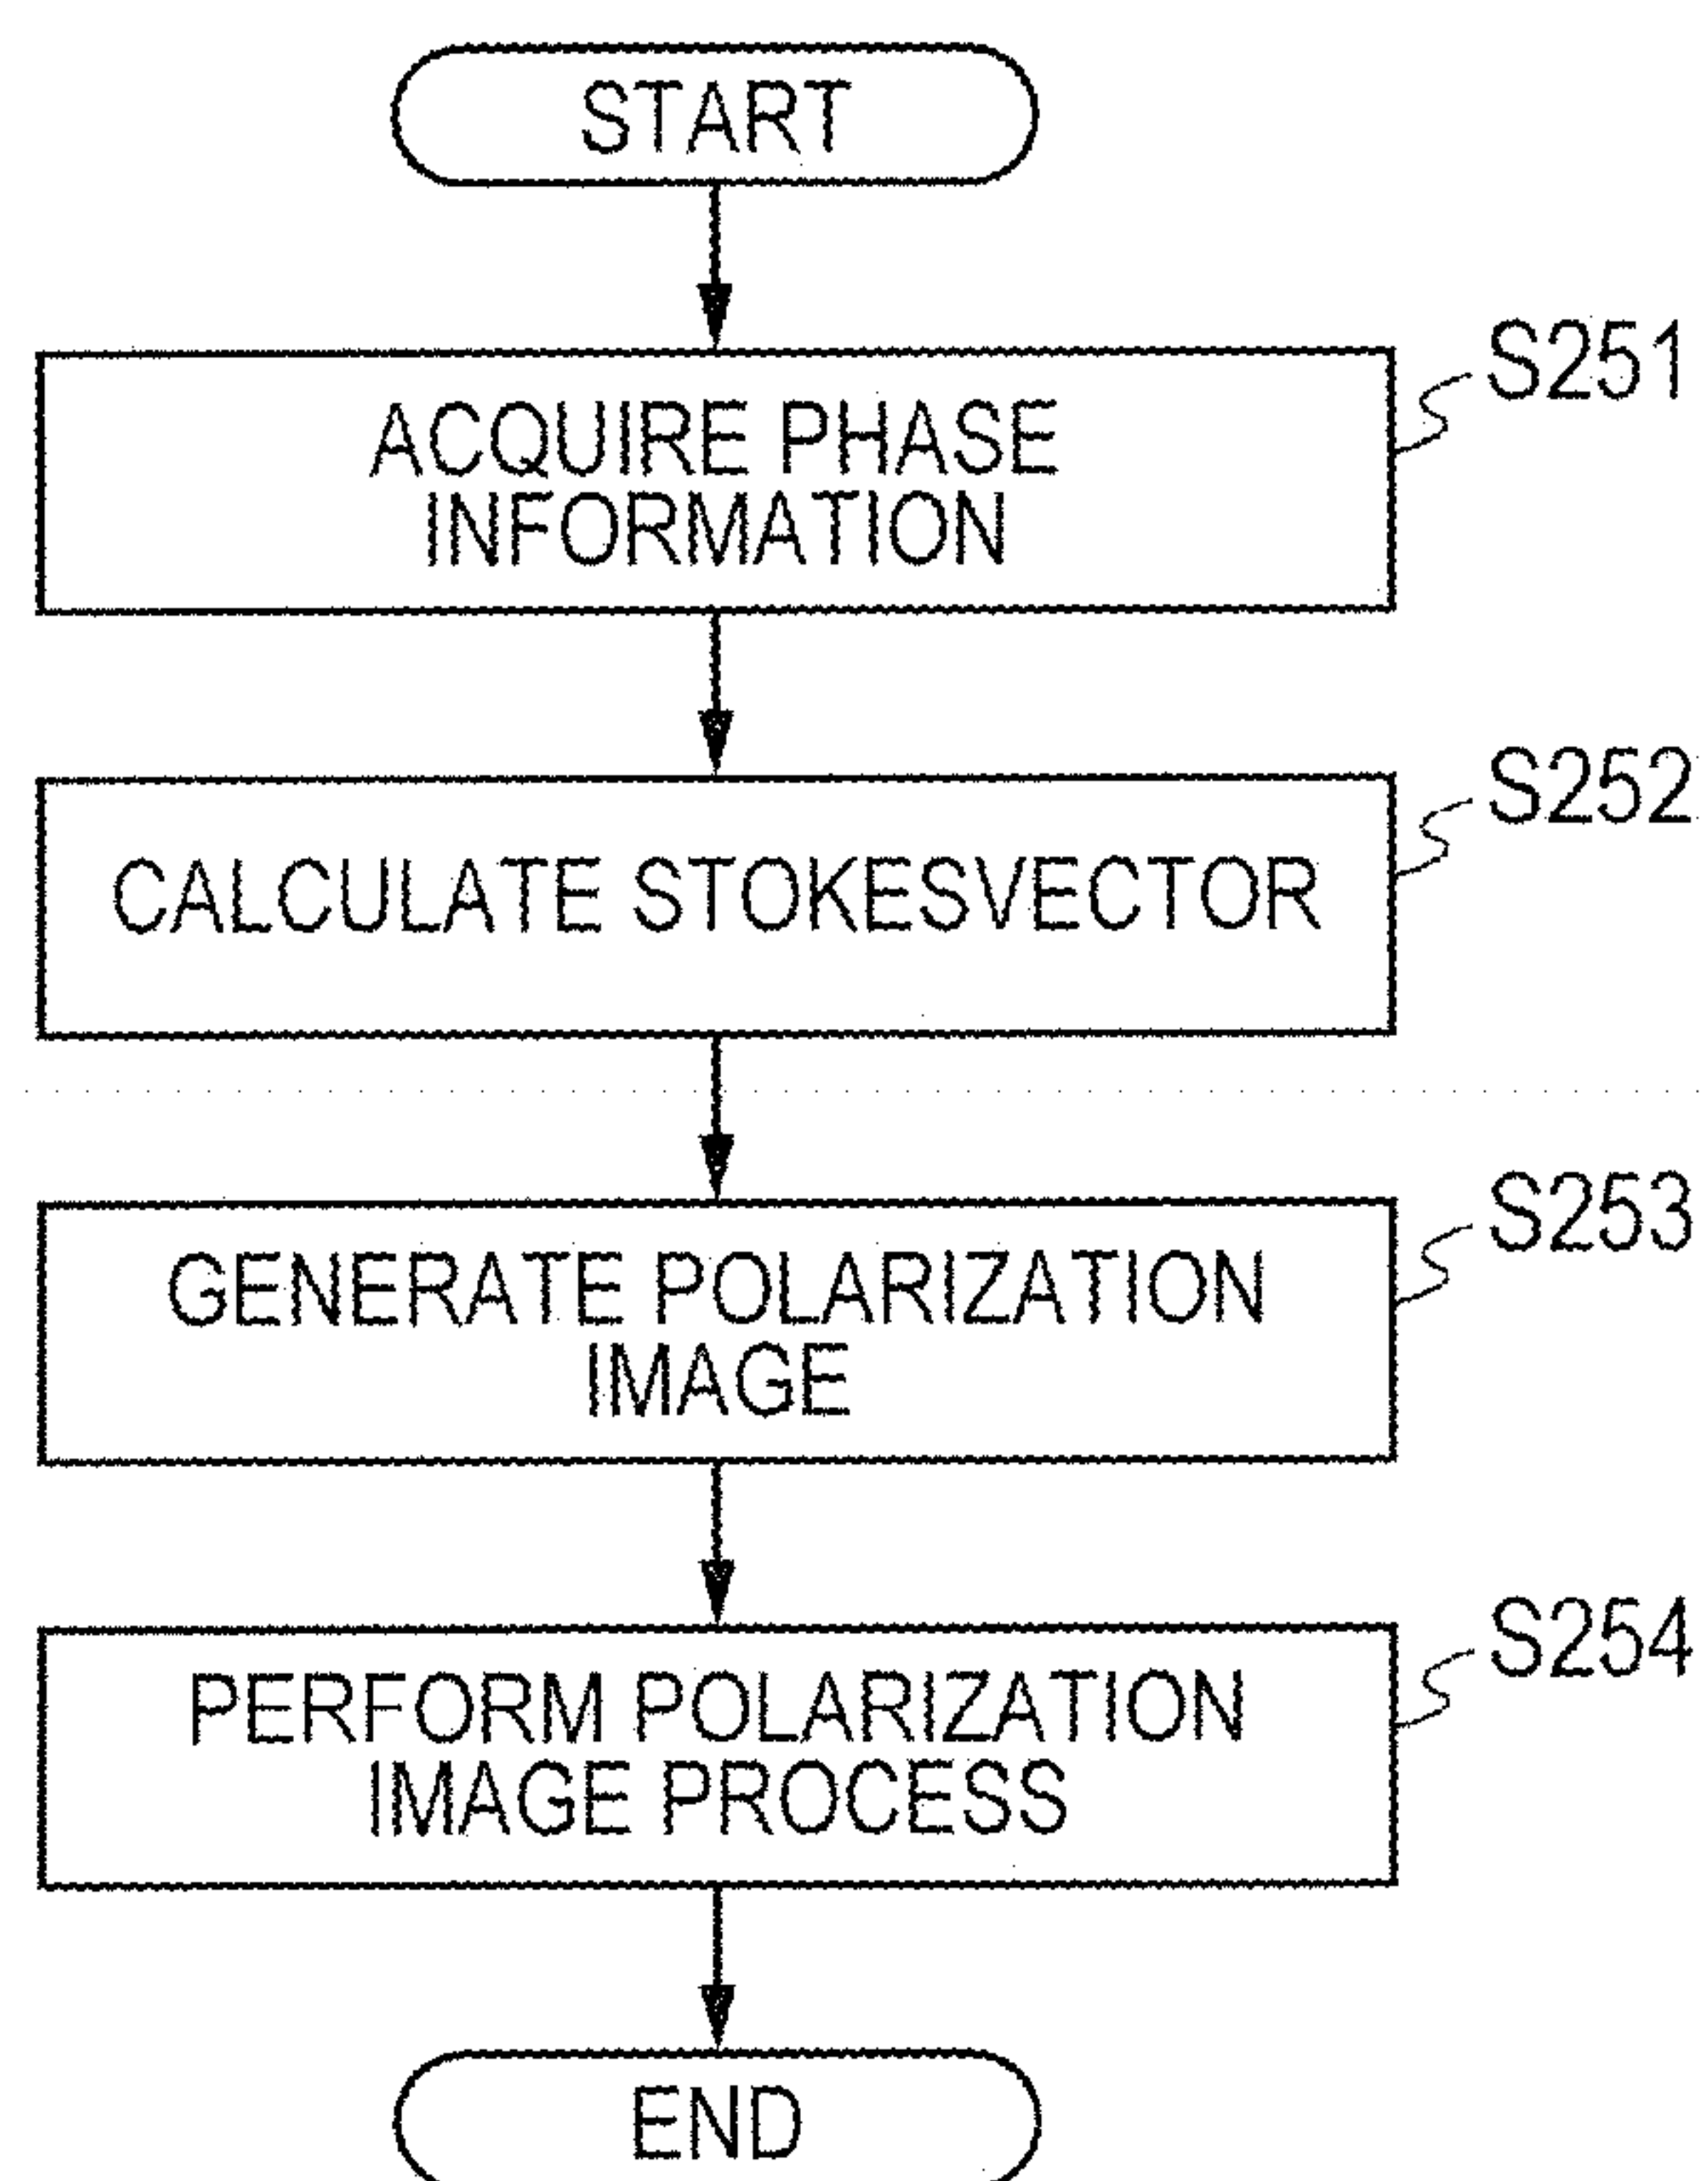 START
S251
ACQUIRE PHASE
INFORMATION
S252
CALCULATE STOKESVECTOR
S253
GENERATE POLARIZATION
IMAGE
S254
PERFORM POLARIZATION
IMAGE PROCESS
END